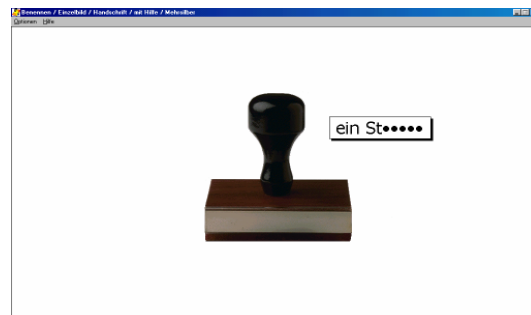 Benennen / Einzelbild / Handschrift / mit Hilfe / Mehrsilber
Optionen Hilfe
ein St•••••